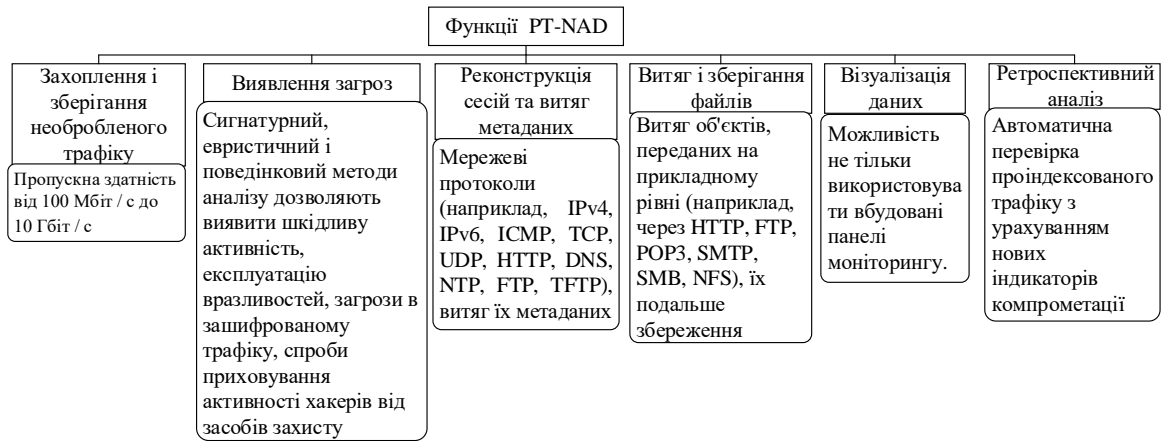 Функції PT-NAD
Захоплення і
зберігання
необробленого
трафіку
Пропускна здатність
від 100 Мбіт / с до
10 Гбіт / с
Виявлення загроз
Сигнатурний,
евристичний і
поведінковий методи
аналізу дозволяють
виявити шкідливу
активність,
експлуатацію
вразливостей, загрози в
зашифрованому
трафіку, спроби
приховування
активності хакерів від
засобів захисту
Реконструкція
сесій та витяг
метаданих
Мережеві
протоколи
(наприклад, IPv4,
IPv6, ICMP, TCP,
UDP, HTTP, DNS,
NTP, FTP, TFTP),
витяг їх метаданих
Витяг і зберігання
файлів
Витяг об'єктів,
переданих на
прикладному
рівні (наприклад,
через HTTP, FTP,
POP3, SMTP,
SMB, NFS), їх
подальше
збереження
Візуалізація
даних
Можливість
не тільки
використовува
ти вбудовані
панелі
моніторингу.
Ретроспективний
аналіз
Автоматична
перевірка
проіндексованого
трафіку з
урахуванням
нових
індикаторів
компрометації